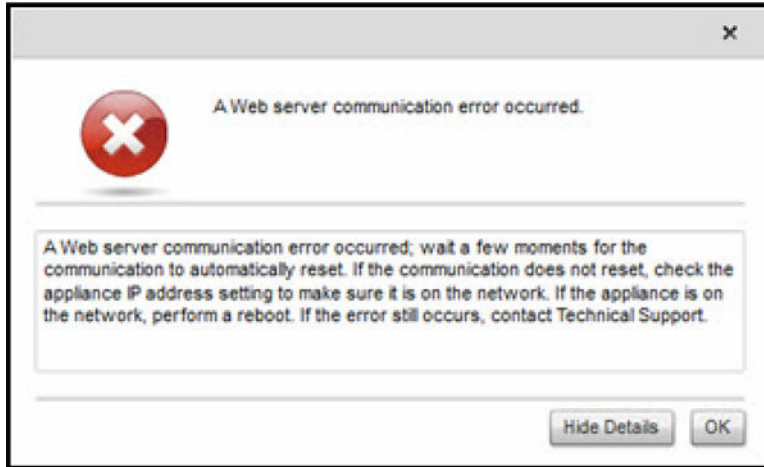 A Web server communication error occurred.
A Web server communication error occurred; wait a few moments for the
communication to automatically reset. If the communication does not reset, check the
appliance IP address setting to make sure it is on the network. If the appliance is on
the network, perform a reboot. If the error still occurs, contact Technical Support.
Hide Details OK